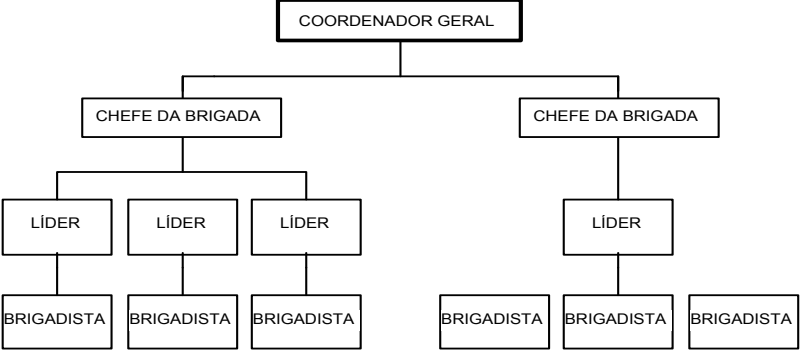 COORDENADOR GERAL
CHEFE DA BRIGADA
CHEFE DA BRIGADA
LÍDER
LÍDER
LÍDER
LÍDER
BRIGADISTA
BRIGADISTA
BRIGADISTA
BRIGADISTA
BRIGADISTA
BRIGADISTA